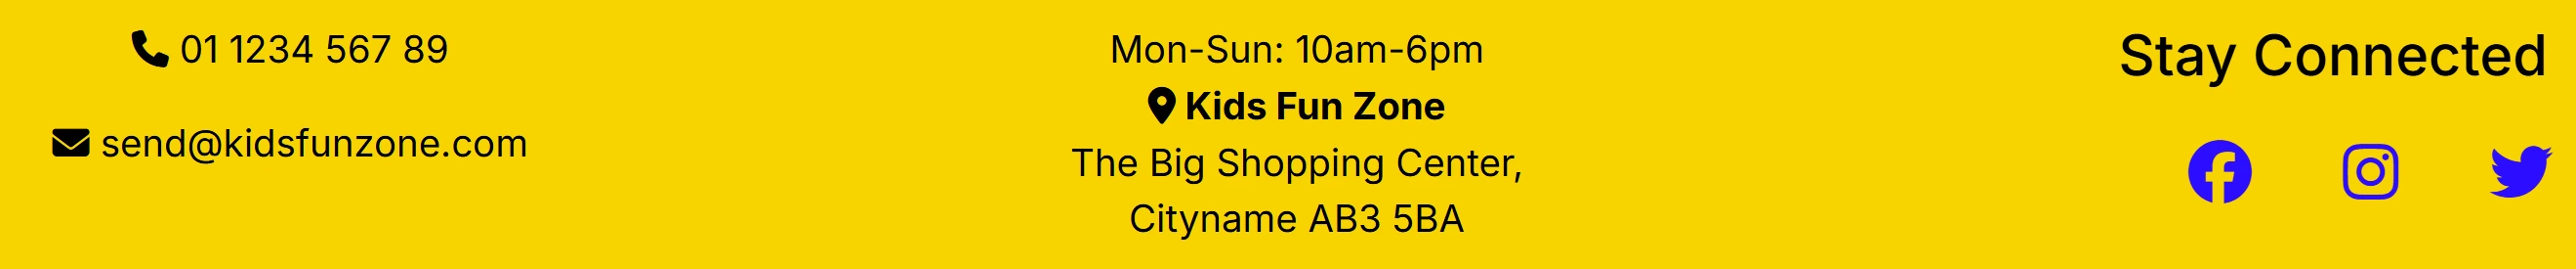 01 1234 567 89
send@kidsfunzone.com
Mon-Sun: 10am-6pm
Kids Fun Zone
The Big Shopping Center,
Cityname AB3 5BA
Stay Connected